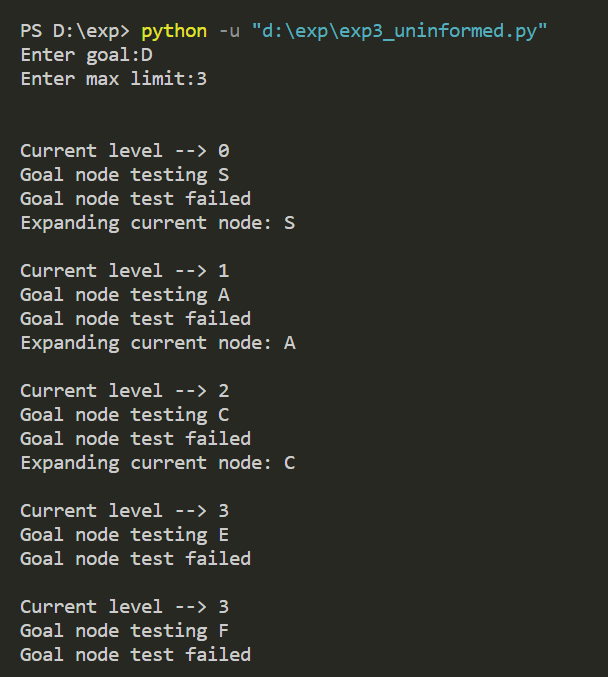 PS D:\exp> python -u "d:\exp\exp3_uninformed.py"
Enter goal:D
Enter max limit:3
Current level --> 0
Goal node testing S
Goal node test failed
Expanding current node: S
Current level --> 1
Goal node testing A
Goal node test failed
Expanding current node: A
Current level --> 2
Goal node testing C
Goal node test failed
Expanding current node: C
Current level --> 3
Goal node testing E
Goal node test failed
Current level --> 3
Goal node testing F
Goal node test failed